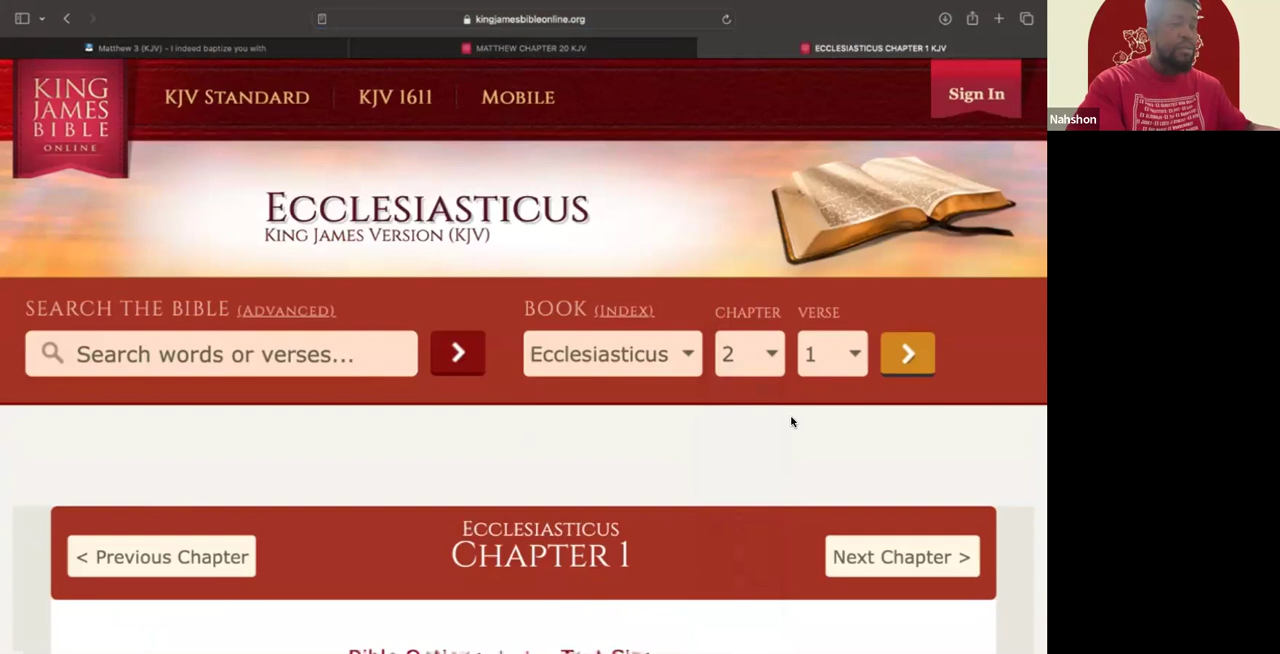 kingjamesbibleonline.org
Matthew 3 (KJV) - I indeed baptize you with
MATTHEW CHAPTER 20 KJV
ECCLESIASTICUS CHAPTER 1 KJV
KING
JAMES
BIBLE
ONLINE
KJV STANDARD
KJV 1611
MOBILE
Sign In
Nahshon
ECCLESIASTICUS
KING JAMES VERSION (KJV)
SEARCH THE BIBLE (ADVANCED)
BOOK (INDEX)
CHAPTER
VERSE
Search words or verses...
Ecclesiasticus
2
1
ECCLESIASTICUS
CHAPTER 1
< Previous Chapter
Next Chapter >